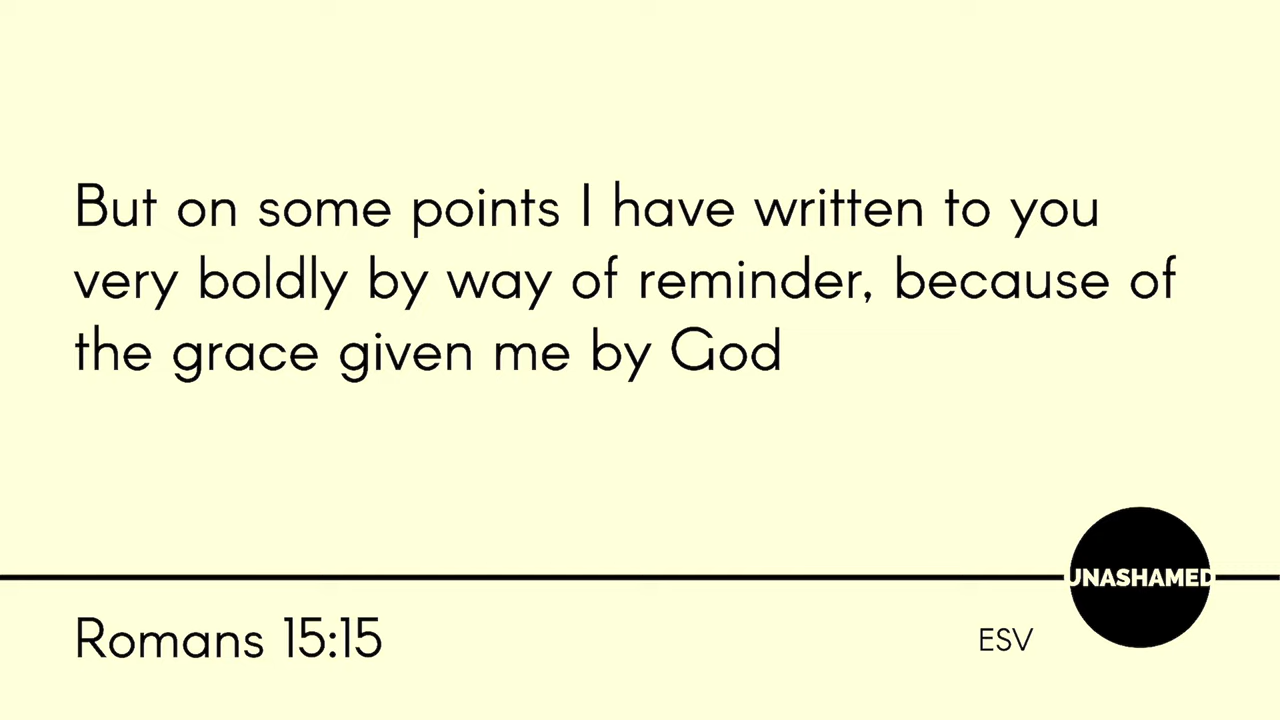 But on some points I have written to you
very boldly by way of reminder, because of
the grace given me by God
UNASHAMED
Romans 15:15
ESV